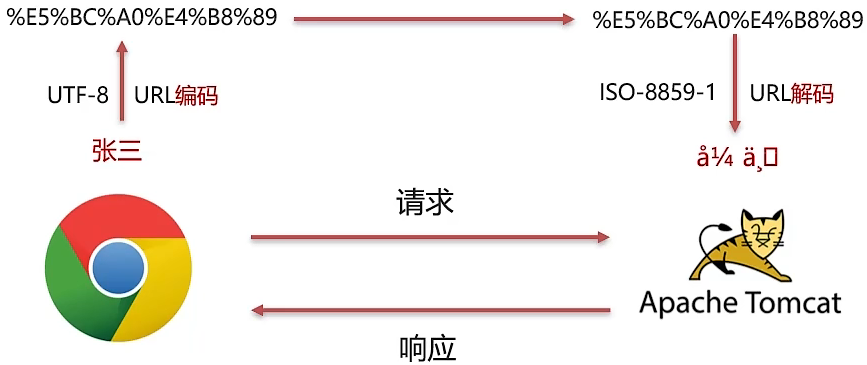 %E5%BC%A0%E4%B8%89
%E5%BC%A0%E4%B8%89
UTF-8 URL编码
ISO-8859-1 URL解码
张三
å¼ ä¸
请求
Apache Tomcat
响应